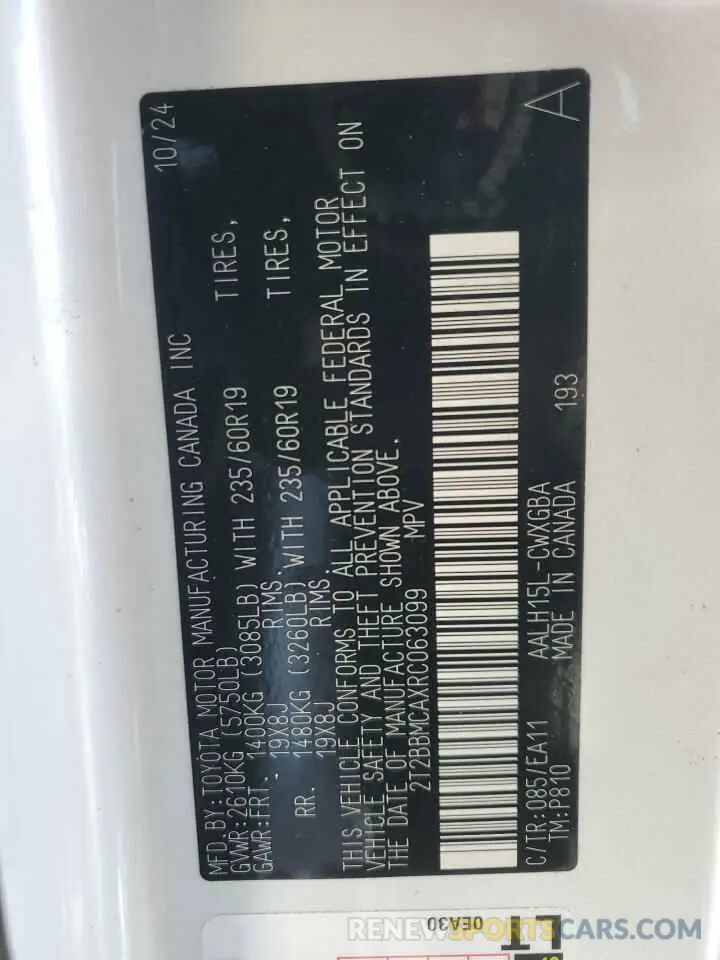 MFD BY:TOYOTA MOTOR MANUFACTURING CANADA INC 10/24
GVWR:2610KG (5750LB)
GAWR:FRT. 1400KG (3085LB) WITH 235/60R19 TIRES,
19X8J RIMS.
RR. 1480KG (3260LB) WITH 235/60R19 TIRES,
19X8J RIMS.
THIS VEHICLE CONFORMS TO ALL APPLICABLE FEDERAL MOTOR
VEHICLE SAFETY AND THEFT PREVENTION STANDARDS IN EFFECT ON
THE DATE OF MANUFACTURE SHOWN ABOVE.
2T2BBMCAXRC063099 MPV
C/TR:085/EA11 AALH15L-CWXGBA 193
TM:P810 MADE IN CANADA A
0EA30
RENEWSPORTSCARS.COM